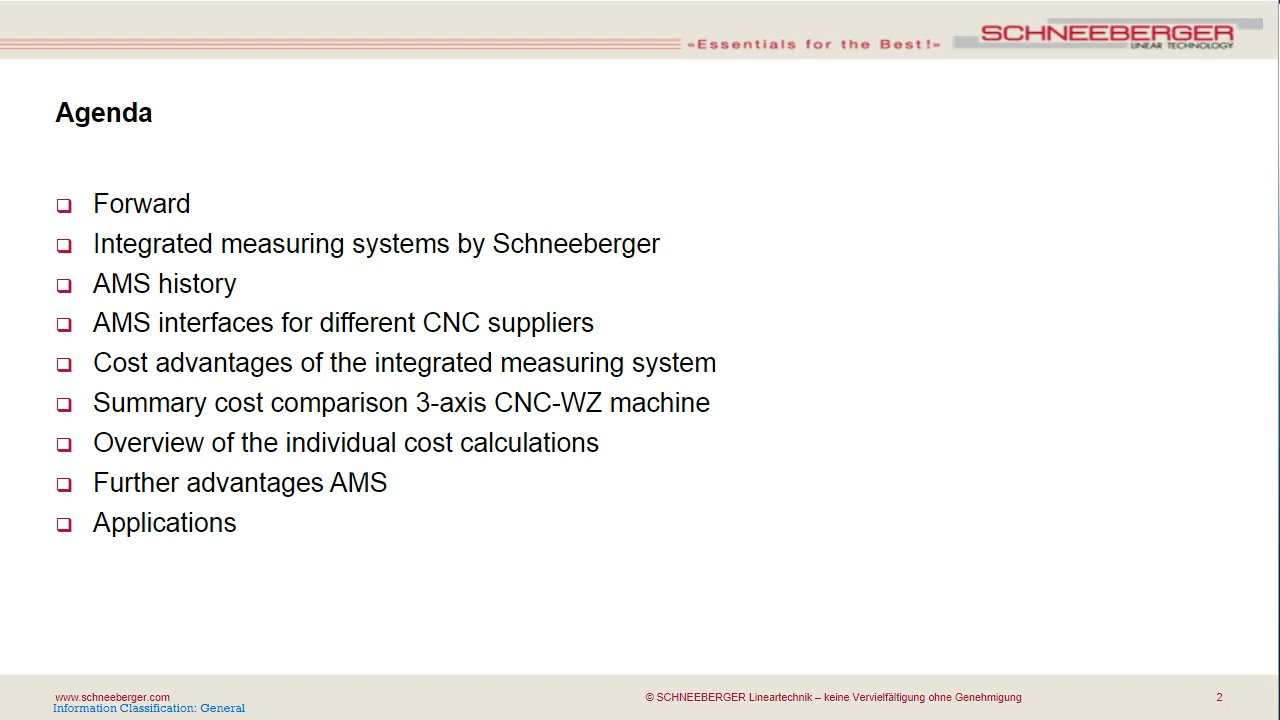 «Essentials for the Best!»
SCHNEEBERGER
LINEAR TECHNOLOGY
Agenda
Forward
Integrated measuring systems by Schneeberger
AMS history
AMS interfaces for different CNC suppliers
Cost advantages of the integrated measuring system
Summary cost comparison 3-axis CNC-WZ machine
Overview of the individual cost calculations
Further advantages AMS
Applications
www.schneeberger.com
© SCHNEEBERGER Lineartechnik – keine Vervielfältigung ohne Genehmigung
2
Information Classification: General